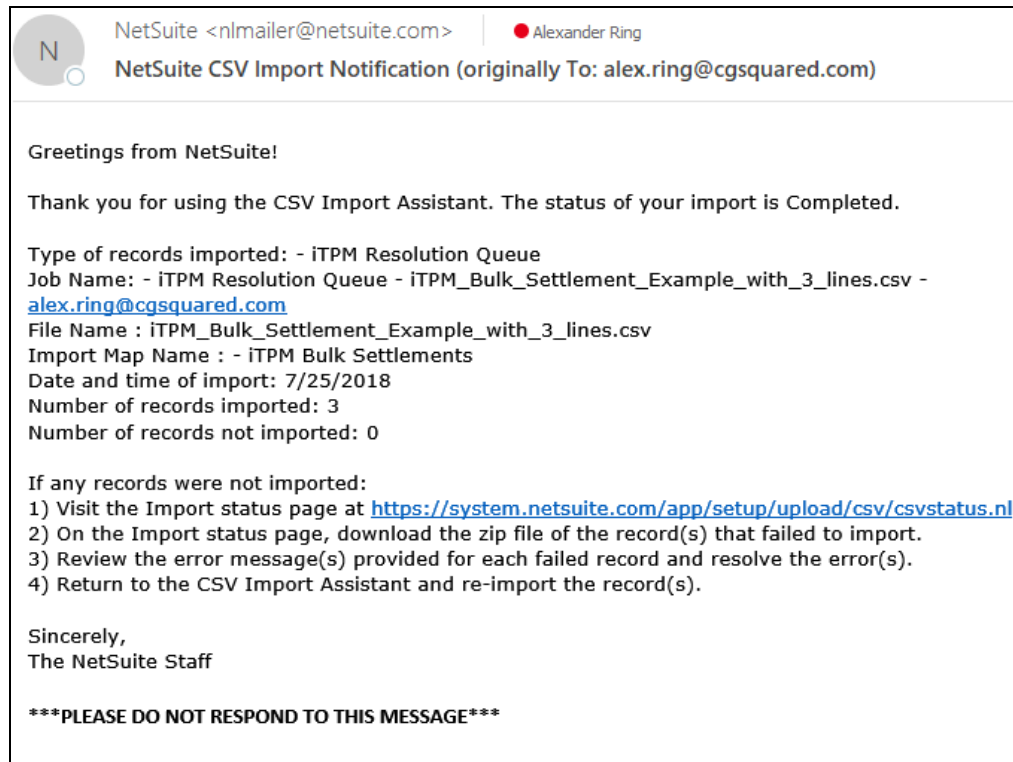 N
NetSuite <nlmailer@netsuite.com>
Alexander Ring
NetSuite CSV Import Notification (originally To: alex.ring@cgsquared.com)
Greetings from NetSuite!
Thank you for using the CSV Import Assistant. The status of your import is Completed.
Type of records imported: - iTPM Resolution Queue
Job Name: - iTPM Resolution Queue - iTPM_Bulk_Settlement_Example_with_3_lines.csv -
alex.ring@cgsquared.com
File Name : iTPM_Bulk_Settlement_Example_with_3_lines.csv
Import Map Name : - iTPM Bulk Settlements
Date and time of import: 7/25/2018
Number of records imported: 3
Number of records not imported: 0
If any records were not imported:
1) Visit the Import status page at https://system.netsuite.com/app/setup/upload/csv/csvstatus.nl
2) On the Import status page, download the zip file of the record(s) that failed to import.
3) Review the error message(s) provided for each failed record and resolve the error(s).
4) Return to the CSV Import Assistant and re-import the record(s).
Sincerely,
The NetSuite Staff
***PLEASE DO NOT RESPOND TO THIS MESSAGE***